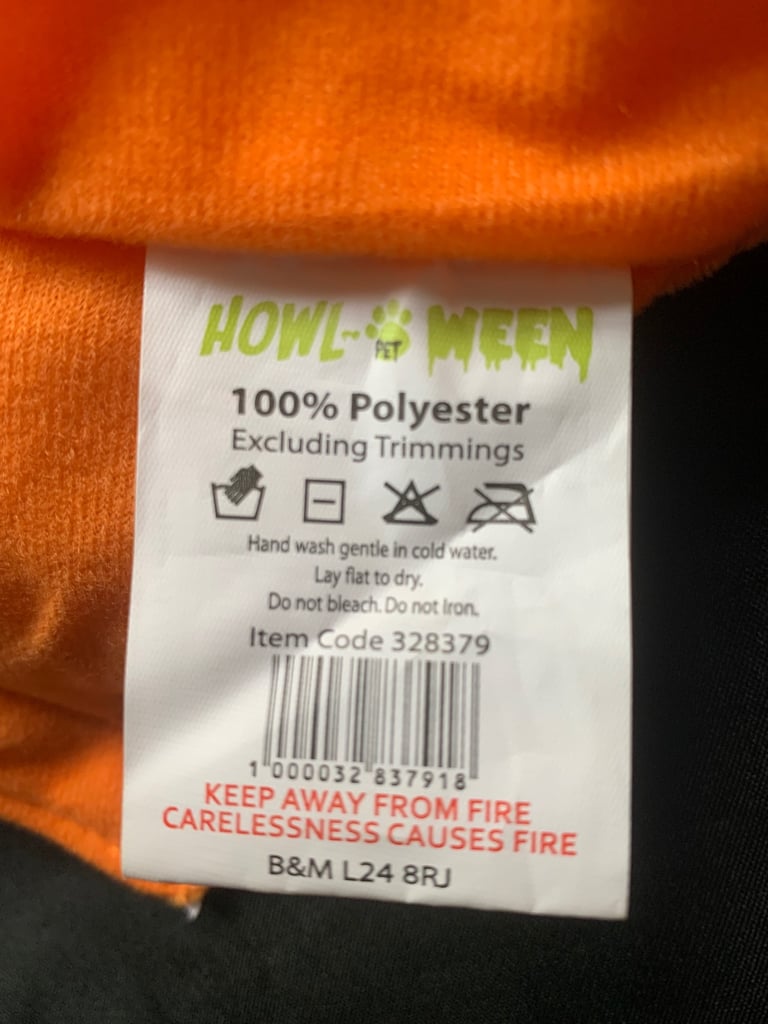 HOWL-O WEEN
PET
100% Polyester
Excluding Trimmings
Hand wash gentle in cold water.
Lay flat to dry.
Do not bleach. Do not Iron.
Item Code 328379
1 000032 837918
KEEP AWAY FROM FIRE
CARELESSNESS CAUSES FIRE
B&M L24 8RJ